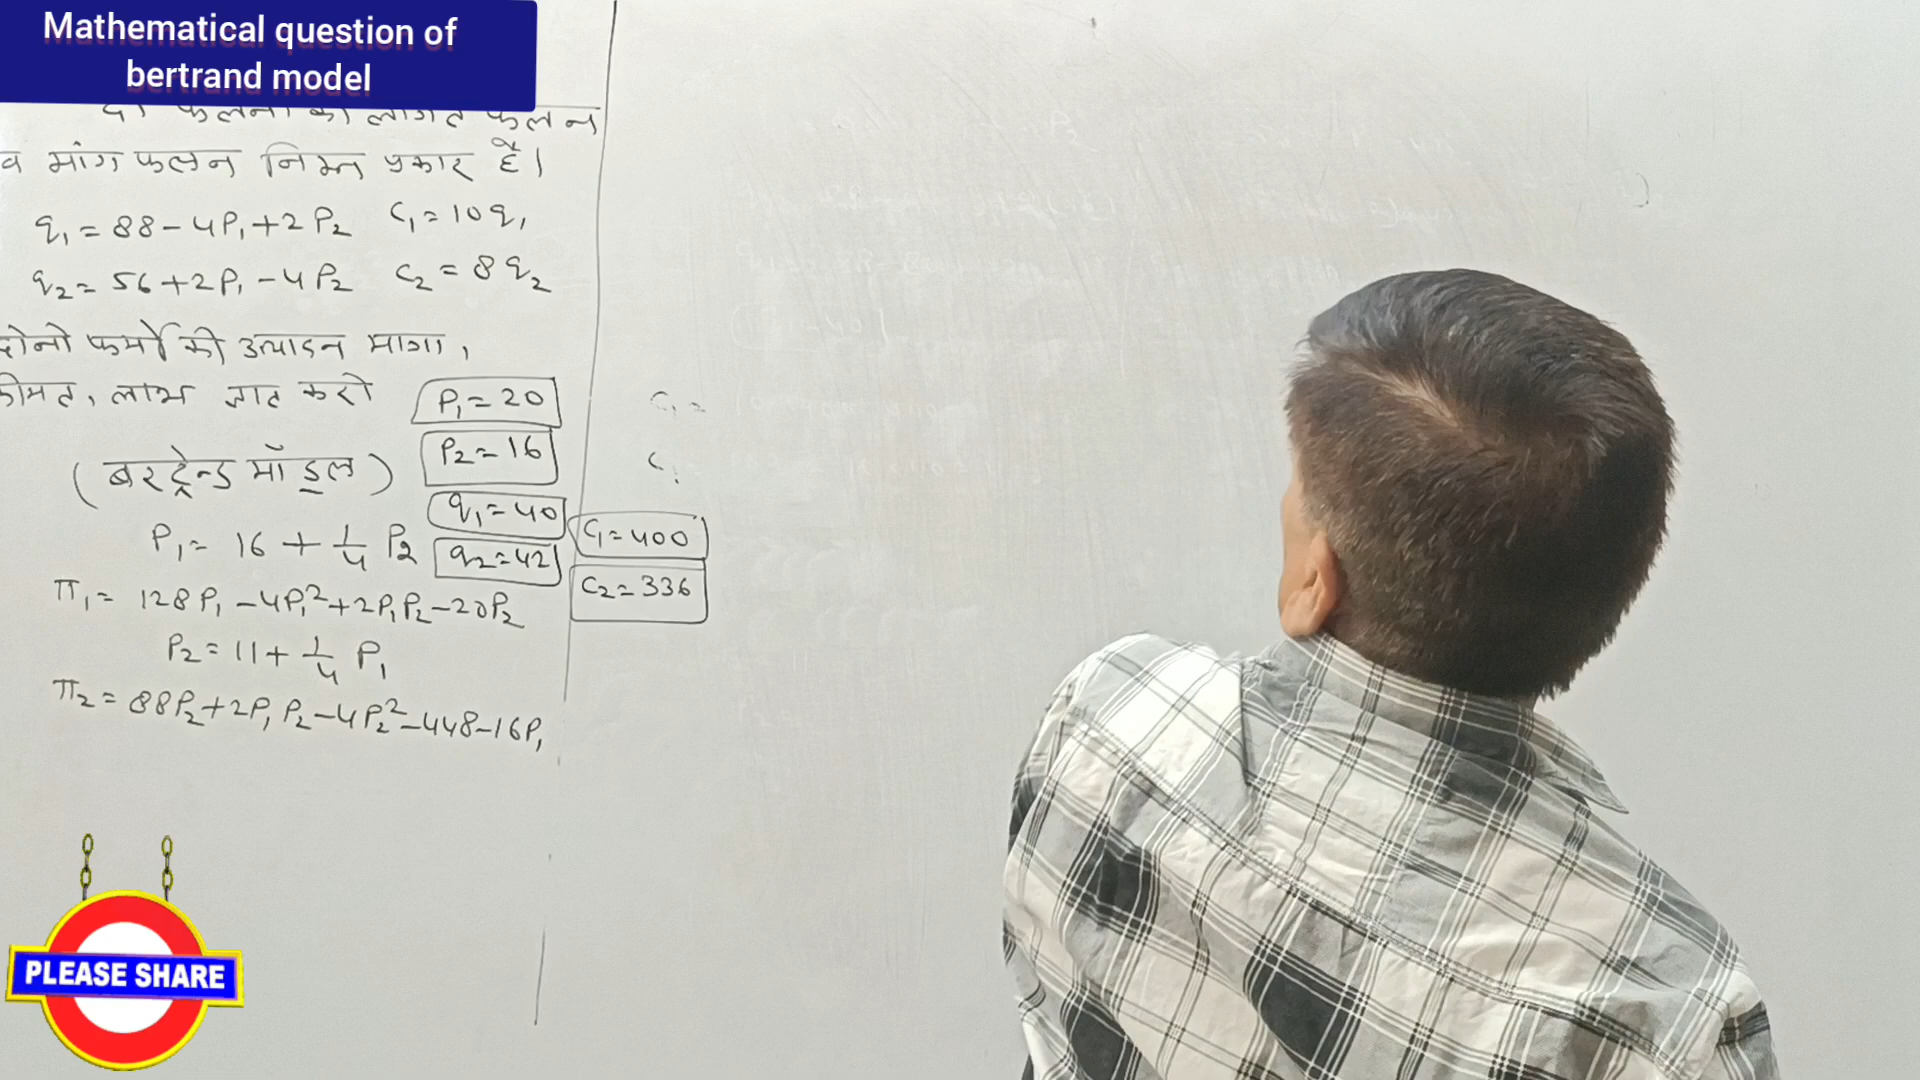 Mathematical question of
bertrand model
व मांग फलन निम्न प्रकार है।
q₁ = 88 - 4P₁ + 2P₂ C₁ = 10q₁
q₂ = 56 + 2P₁ - 4P₂ C₂ = 8q₂
दोनो फर्मो की उत्पादन मात्रा,
कीमत, लाभ ज्ञात करो
P₁ = 20
P₂ = 16
(बरट्रेन्ड मॉडल)
q₁ = 40
q₂ = 42
C₁ = 400
C₂ = 336
P₁ = 16 + 1/4 P₂
π₁ = 128P₁ - 4P₁² + 2P₁P₂ - 20P₂
P₂ = 11 + 1/4 P₁
π₂ = 88P₂ + 2P₁P₂ - 4P₂² - 448 - 16P₁
C₁ =
PLEASE SHARE